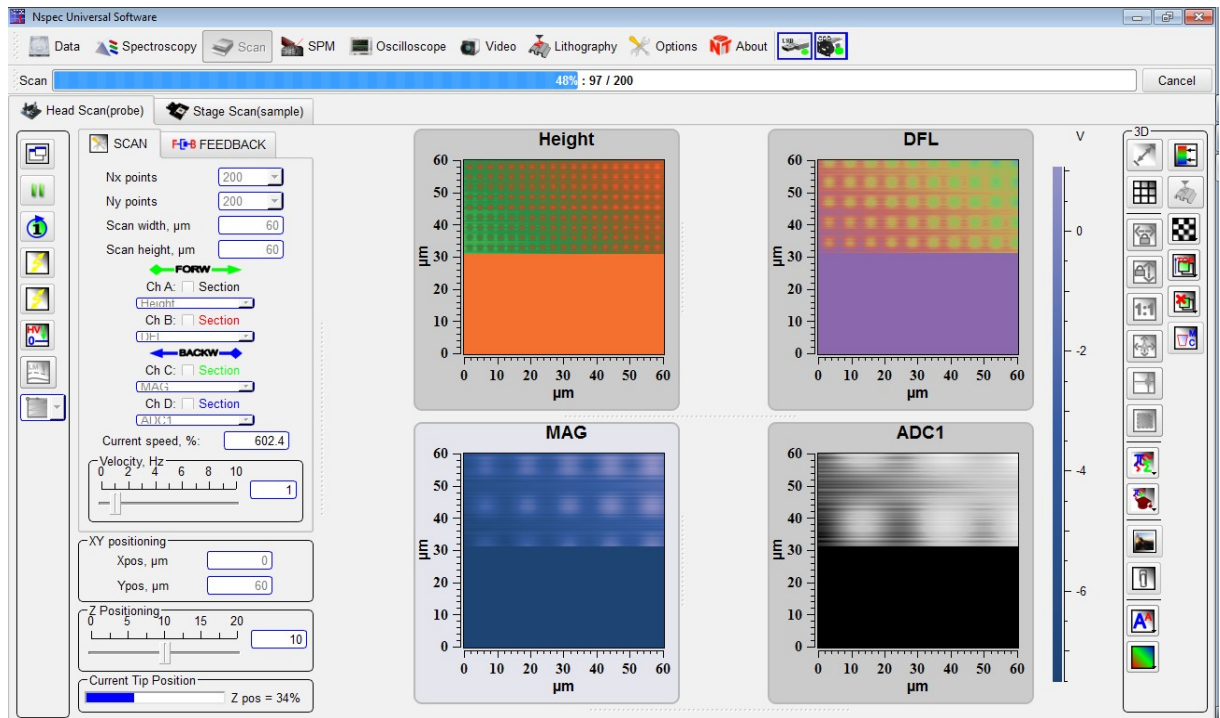 Nspec Universal Software
Data Spectroscopy Scan SPM Oscilloscope Video Lithography Options NT About
Scan 48% : 97 / 200 Cancel
Head Scan(probe) Stage Scan(sample)
SCAN F-B FEEDBACK
Nx points 200
Ny points 200
Scan width, µm 60
Scan height, µm 60
FORW
Ch A: Section
Height
Ch B: Section
DFL
BACKW
Ch C: Section
MAG
Ch D: Section
ADC1
Current speed, %: 602.4
Velocity, Hz
0 2 4 6 8 10
1
XY positioning
Xpos, µm 0
Ypos, µm 60
Z Positioning
0 5 10 15 20
10
Current Tip Position
Z pos = 34%
HV
0
Height
60
50
40
30
20
10
0
µm
0 10 20 30 40 50 60
µm
DFL
60
50
40
30
20
10
0
µm
0 10 20 30 40 50 60
µm
MAG
60
50
40
30
20
10
0
µm
0 10 20 30 40 50 60
µm
ADC1
60
50
40
30
20
10
0
µm
0 10 20 30 40 50 60
µm
V
0
-2
-4
-6
3D
1:1
MC